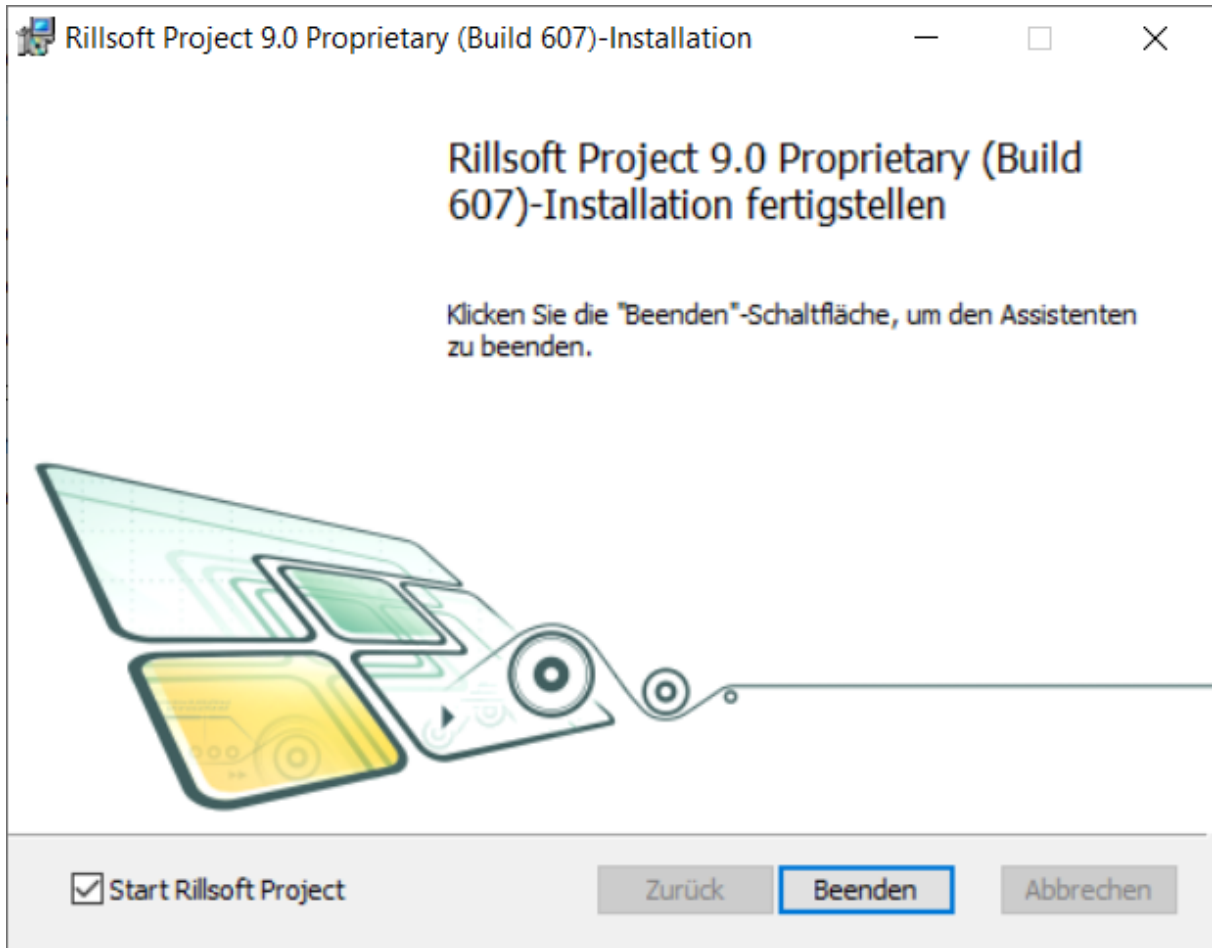 Rillsoft Project 9.0 Proprietary (Build 607)-Installation
Rillsoft Project 9.0 Proprietary (Build
607)-Installation fertigstellen
Klicken Sie die "Beenden"-Schaltfläche, um den Assistenten
zu beenden.
Start Rillsoft Project
Zurück
Beenden
Abbrechen